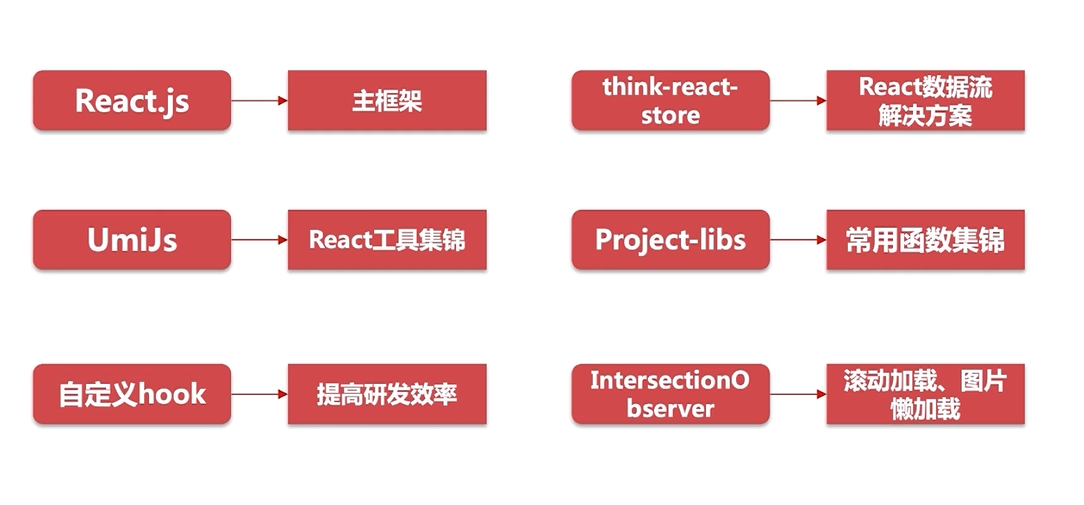 React.js
主框架
think-react-
store
React数据流
解决方案
UmiJs
React工具集锦
Project-libs
常用函数集锦
自定义hook
提高研发效率
IntersectionO
bserver
滚动加载、图片
懒加载